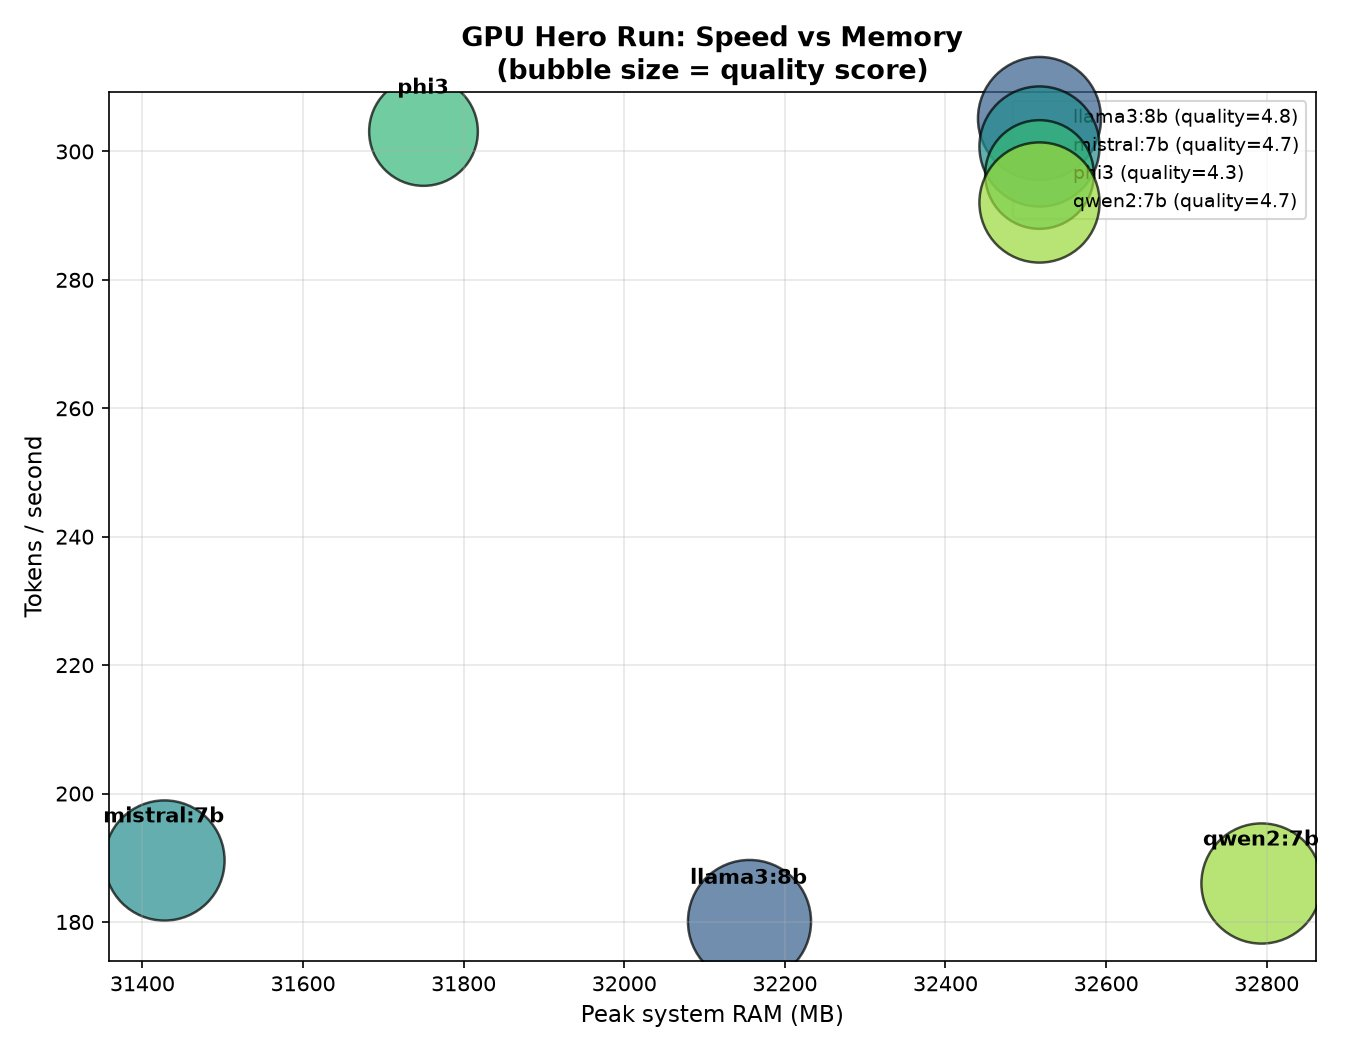 GPU Hero Run: Speed vs Memory
(bubble size = quality score)
phi3
llama3:8b (quality=4.8)
mistral:7b (quality=4.7)
phi3 (quality=4.3)
qwen2:7b (quality=4.7)
300
280
260
240
220
200
180
Tokens / second
mistral:7b
llama3:8b
qwen2:7b
31400 31600 31800 32000 32200 32400 32600 32800
Peak system RAM (MB)